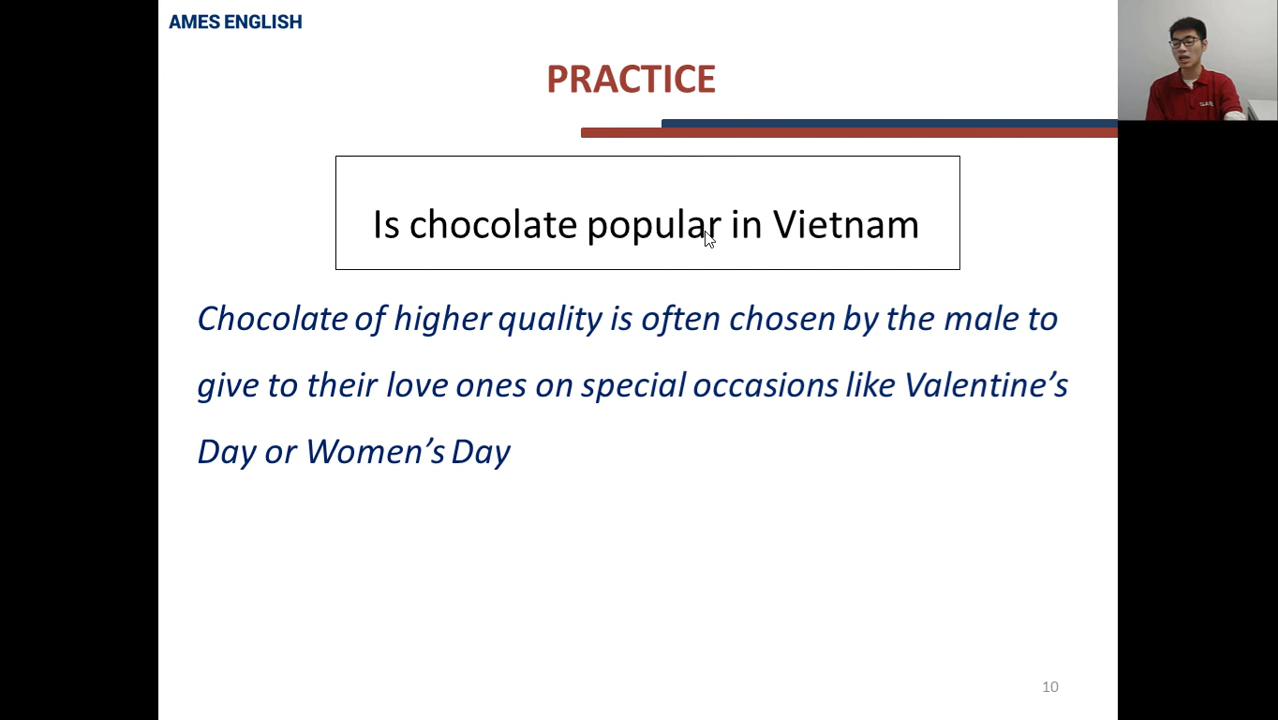 AMES ENGLISH
PRACTICE
Is chocolate popular in Vietnam
Chocolate of higher quality is often chosen by the male to
give to their love ones on special occasions like Valentine’s
Day or Women’s Day
10